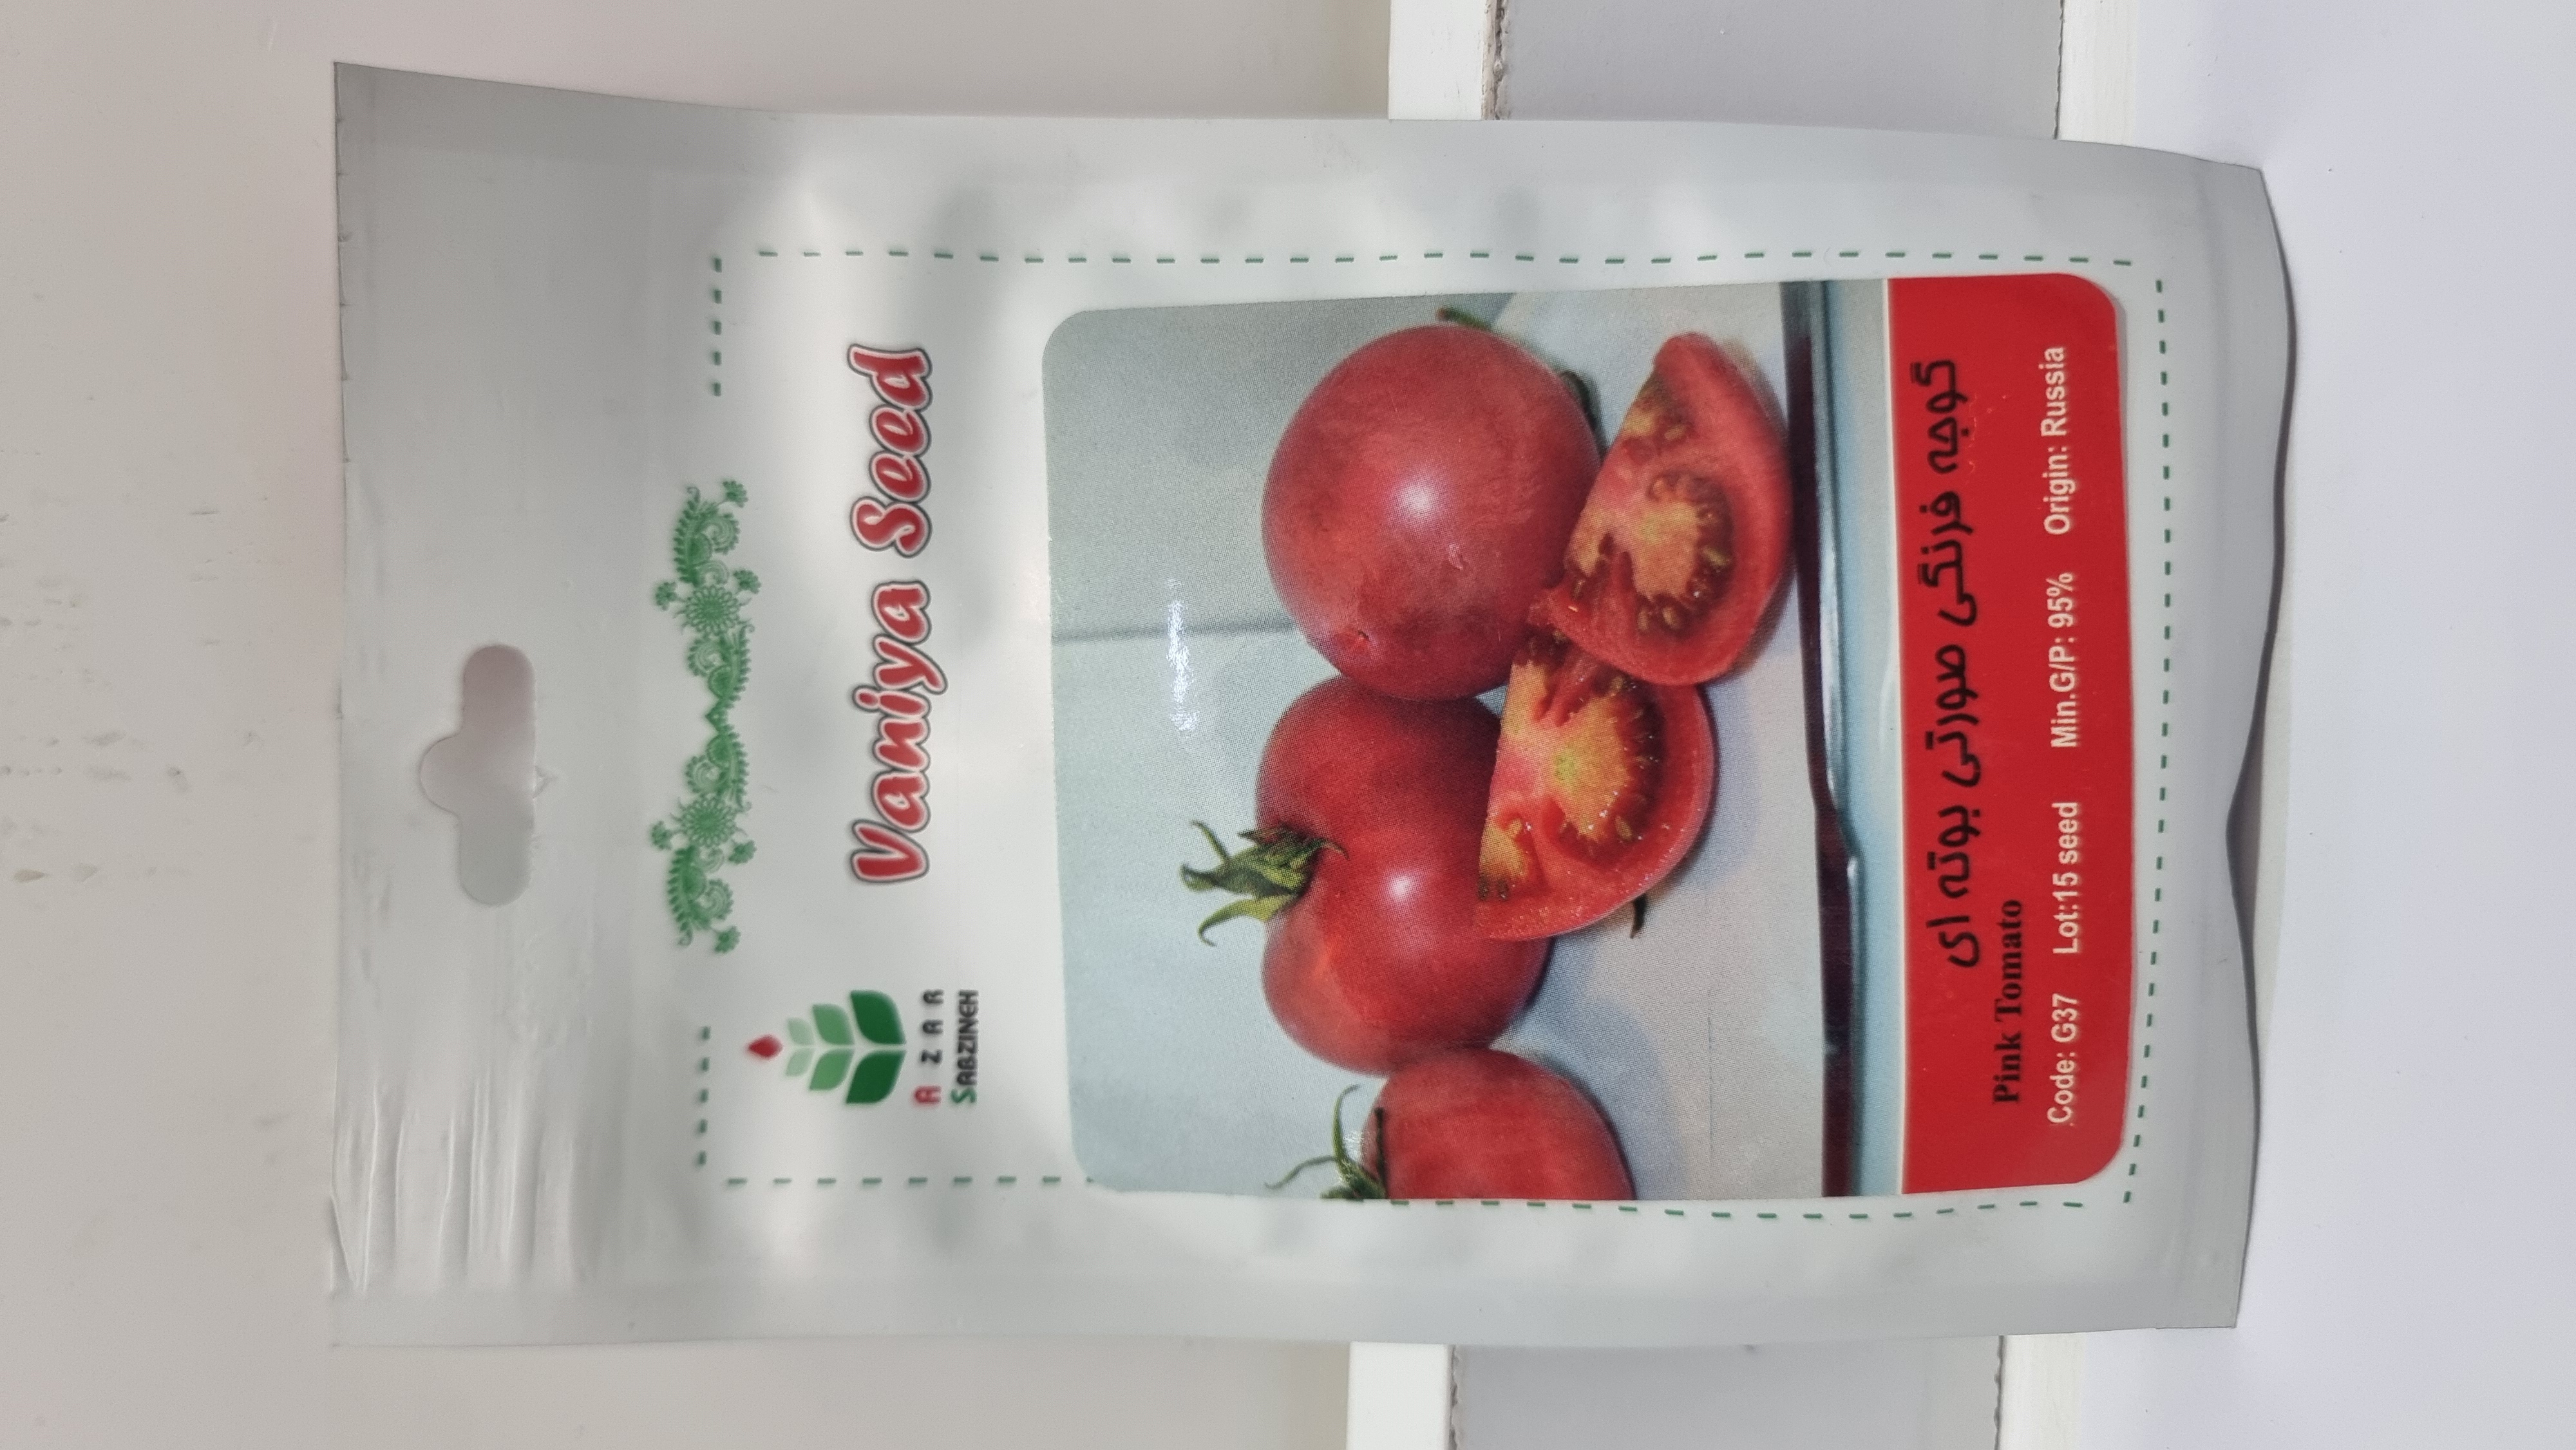 Vaniya Seed
AZAR
SABZINEH
گوجه فرنگی صورتی بوته ای
Pink Tomato
Code: G37 Lot:15 seed Min.G/P: 95% Origin: Russia